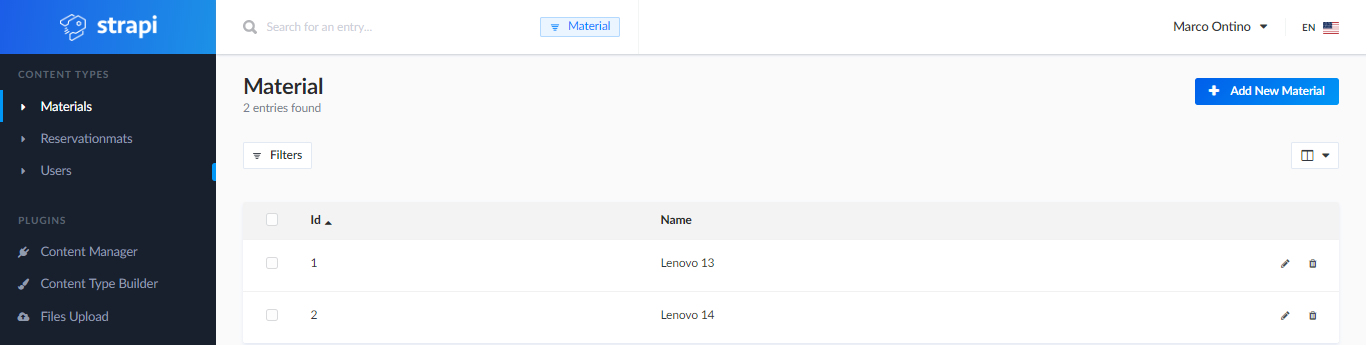 strapi
Search for an entry...
Material
Marco Ontino
EN
CONTENT TYPES
Materials
Reservationmats
Users
PLUGINS
Content Manager
Content Type Builder
Files Upload
Material
2 entries found
Add New Material
Filters
Id Name
1 Lenovo 13
2 Lenovo 14